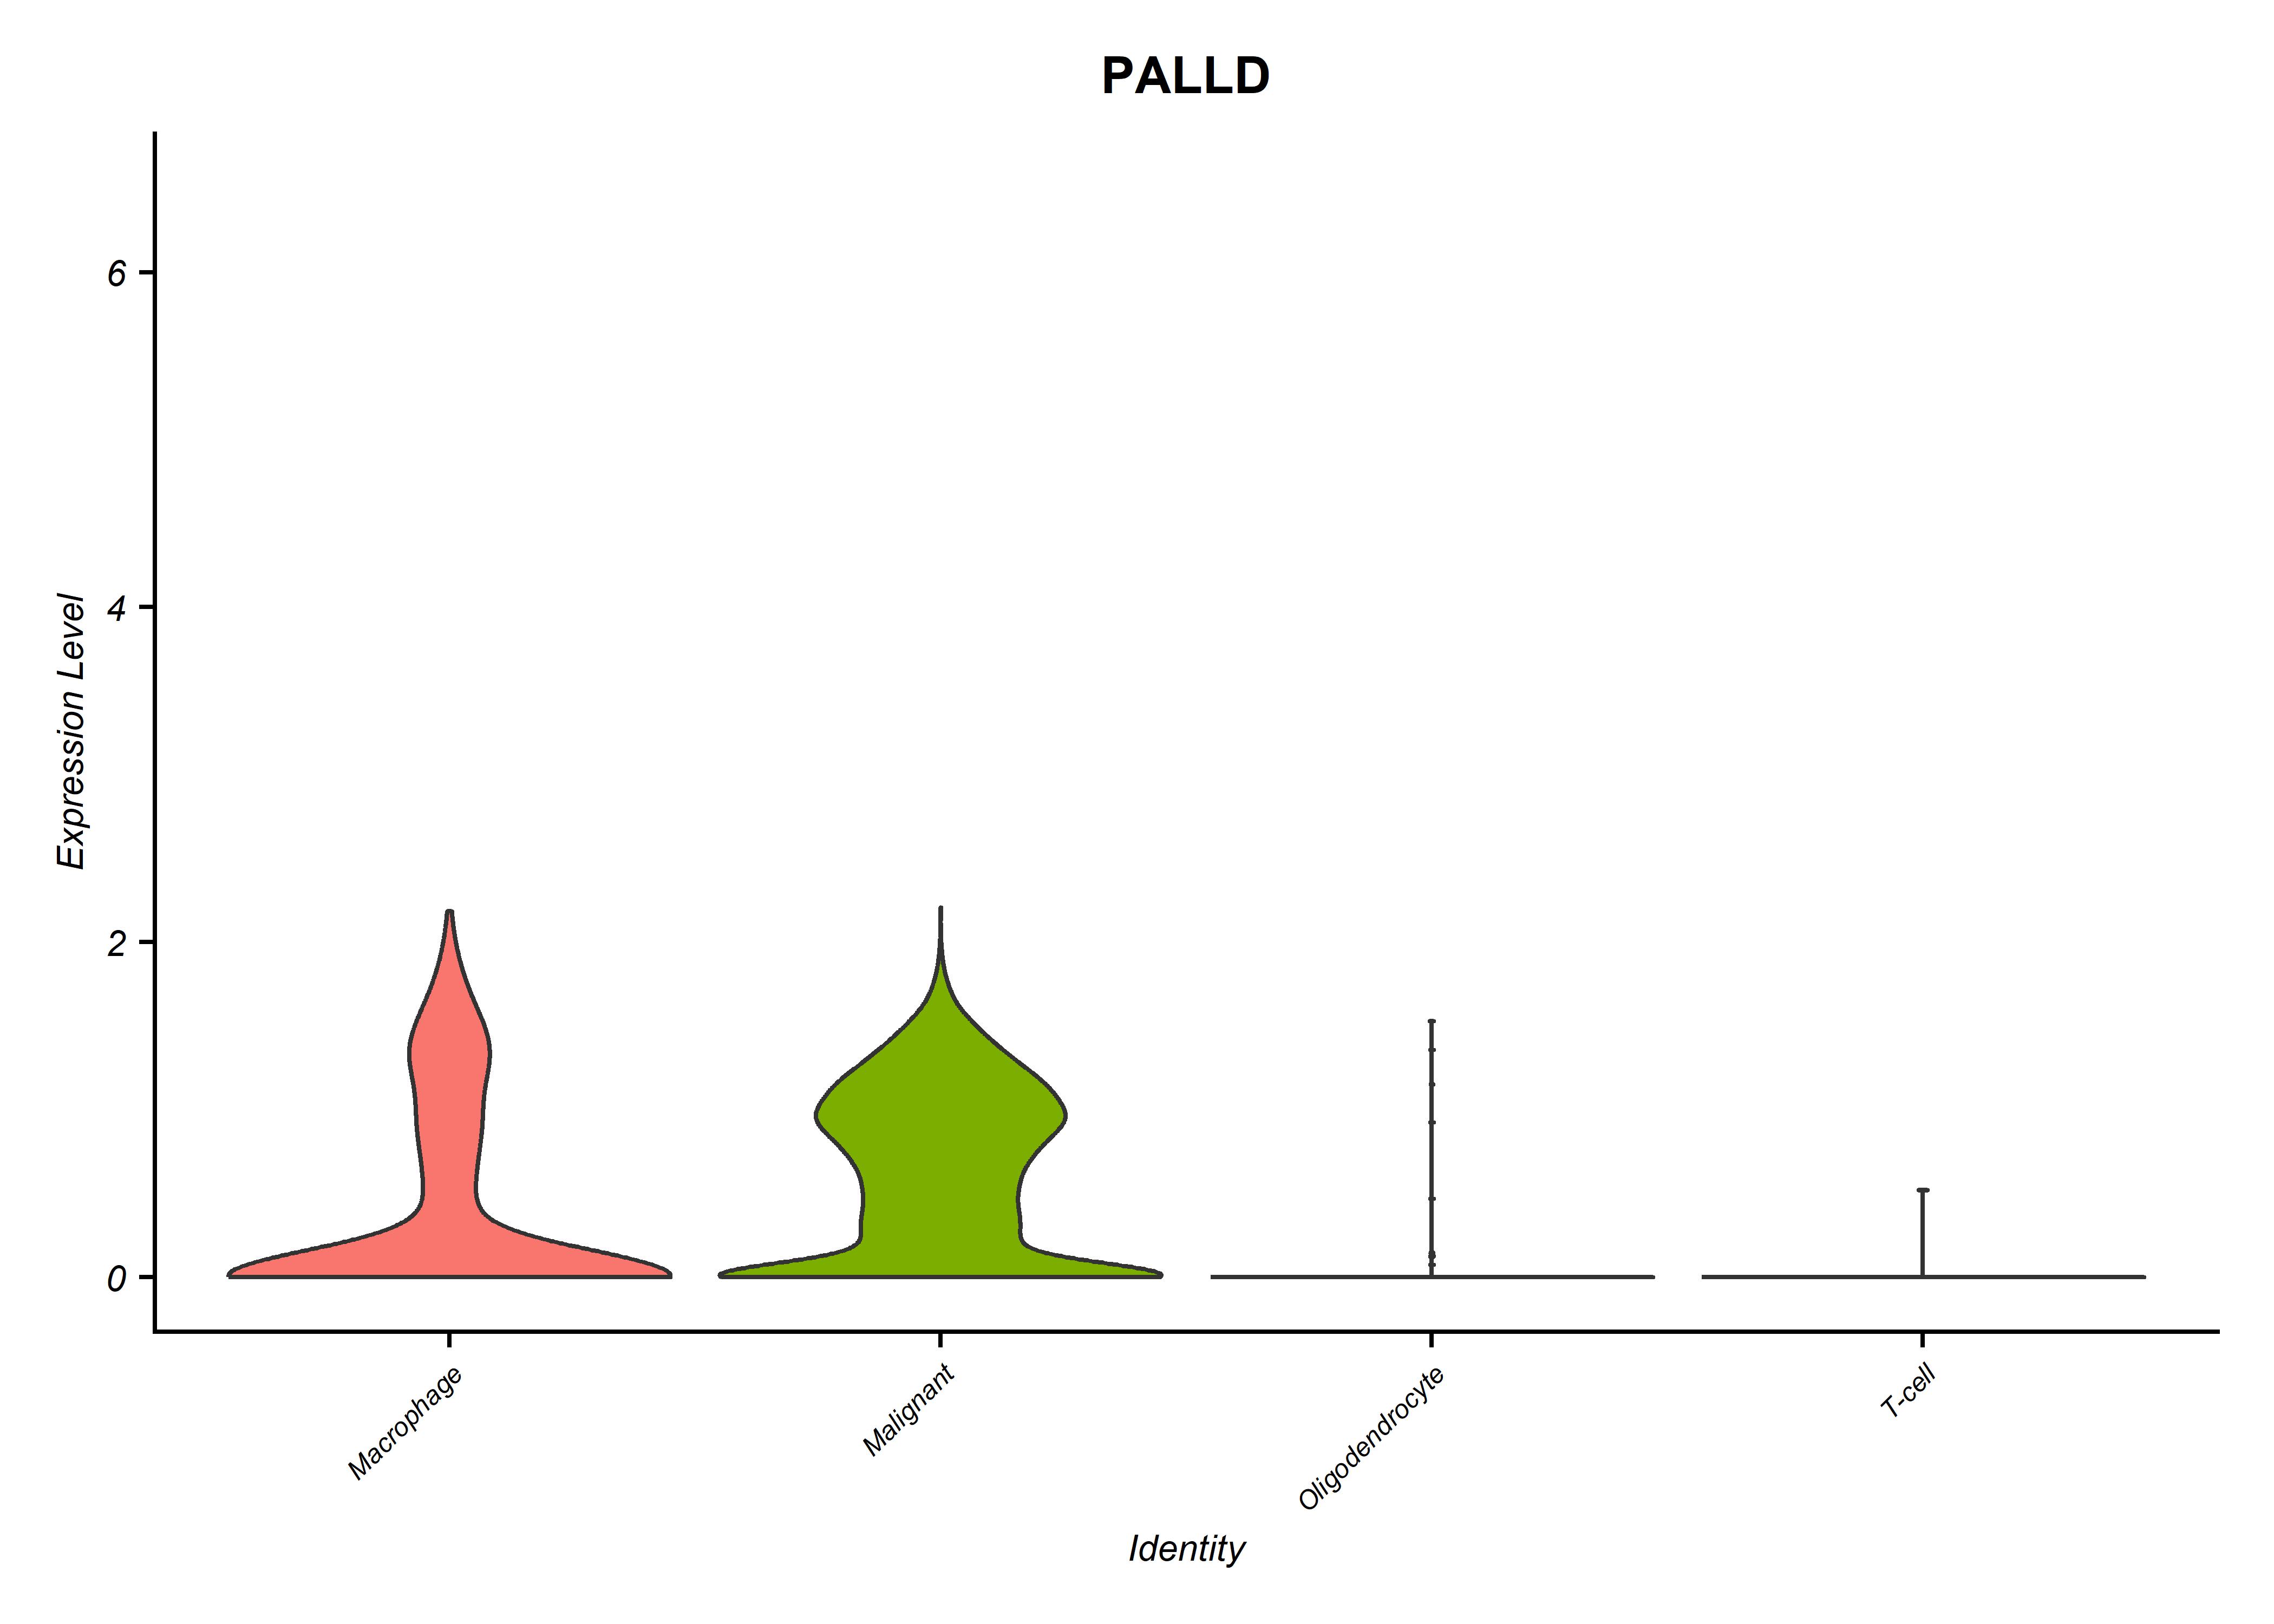 PALLD
Expression Level
6
4
2
0
Macrophage
Malignant
Oligodendrocyte
T-cell
Identity